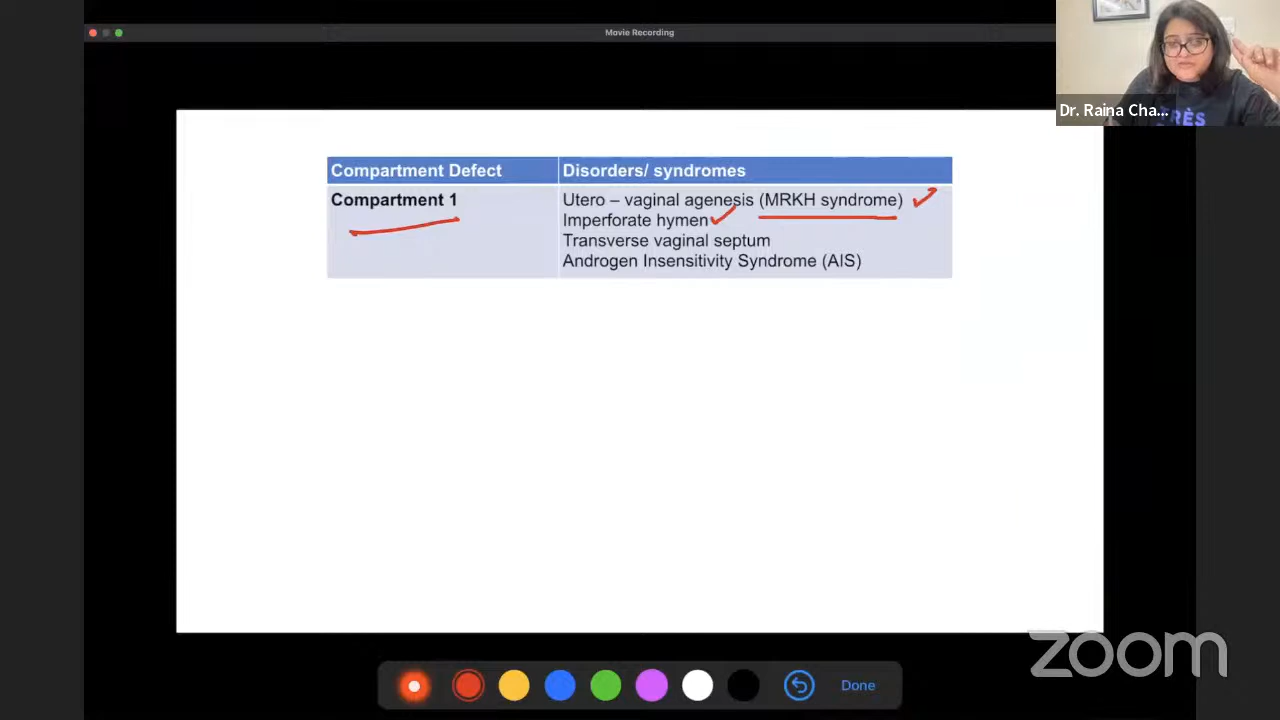 Movie Recording
Dr. Raina Cha...
RÈS
Compartment Defect
Disorders/ syndromes
Compartment 1
Utero – vaginal agenesis (MRKH syndrome)
Imperforate hymen
Transverse vaginal septum
Androgen Insensitivity Syndrome (AIS)
zoom
Done